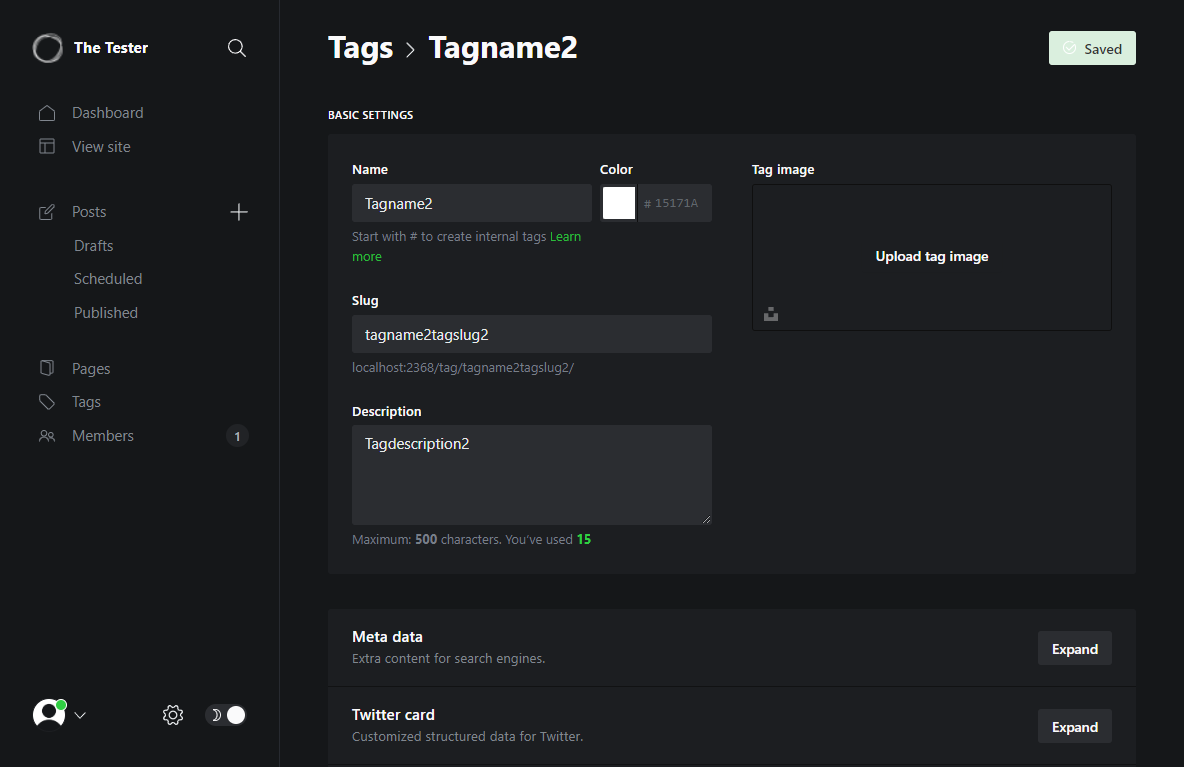 The Tester
Dashboard
View site
Posts
Drafts
Scheduled
Published
Pages
Tags
Members
1
Tags > Tagname2
Saved
BASIC SETTINGS
Name
Tagname2
Color
# 15171A
Start with # to create internal tags Learn
more
Slug
tagname2tagslug2
localhost:2368/tag/tagname2tagslug2/
Description
Tagdescription2
Maximum: 500 characters. You’ve used 15
Tag image
Upload tag image
Meta data
Extra content for search engines.
Expand
Twitter card
Customized structured data for Twitter.
Expand